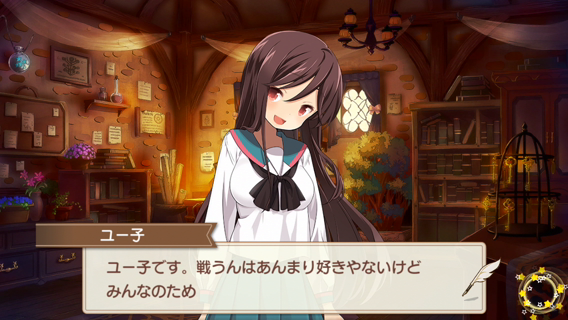 ユー子
ユー子です。戦うんはあんまり好きやないけど
みんなのため